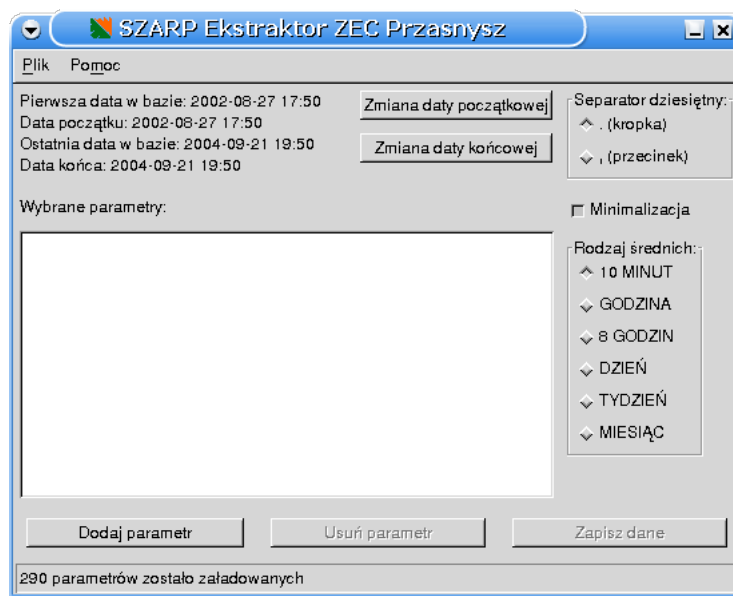 SZARP Ekstraktor ZEC Przasnysz
Plik Pomoc
Pierwsza data w bazie: 2002-08-27 17:50
Data początku: 2002-08-27 17:50
Ostatnia data w bazie: 2004-09-21 19:50
Data końca: 2004-09-21 19:50
Zmiana daty początkowej
Zmiana daty końcowej
Separator dziesiętny:
. (kropka)
, (przecinek)
Wybrane parametry:
Minimalizacja
Rodzaj średnich:
10 MINUT
GODZINA
8 GODZIN
DZIEŃ
TYDZIEŃ
MIESIĄC
Dodaj parametr
Usuń parametr
Zapisz dane
290 parametrów zostało załadowanych